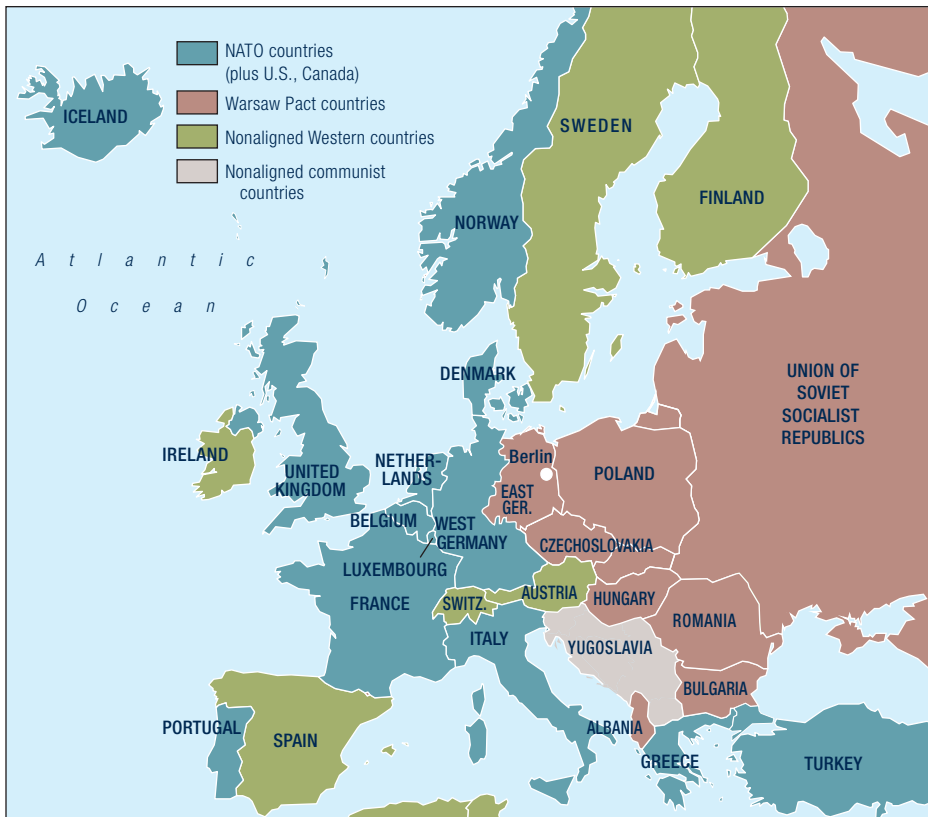 NATO countries
(plus U.S., Canada)
Warsaw Pact countries
Nonaligned Western countries
Nonaligned communist
countries
ICELAND
SWEDEN
FINLAND
NORWAY
Atlantic
Ocean
DENMARK
UNION OF
SOVIET
SOCIALIST
REPUBLICS
IRELAND
UNITED
KINGDOM
NETHER-
LANDS
Berlin
EAST
GER.
POLAND
BELGIUM
WEST
GERMANY
LUXEMBOURG
CZECHOSLOVAKIA
FRANCE
SWITZ.
AUSTRIA
HUNGARY
ROMANIA
ITALY
YUGOSLAVIA
BULGARIA
PORTUGAL
SPAIN
ALBANIA
GREECE
TURKEY